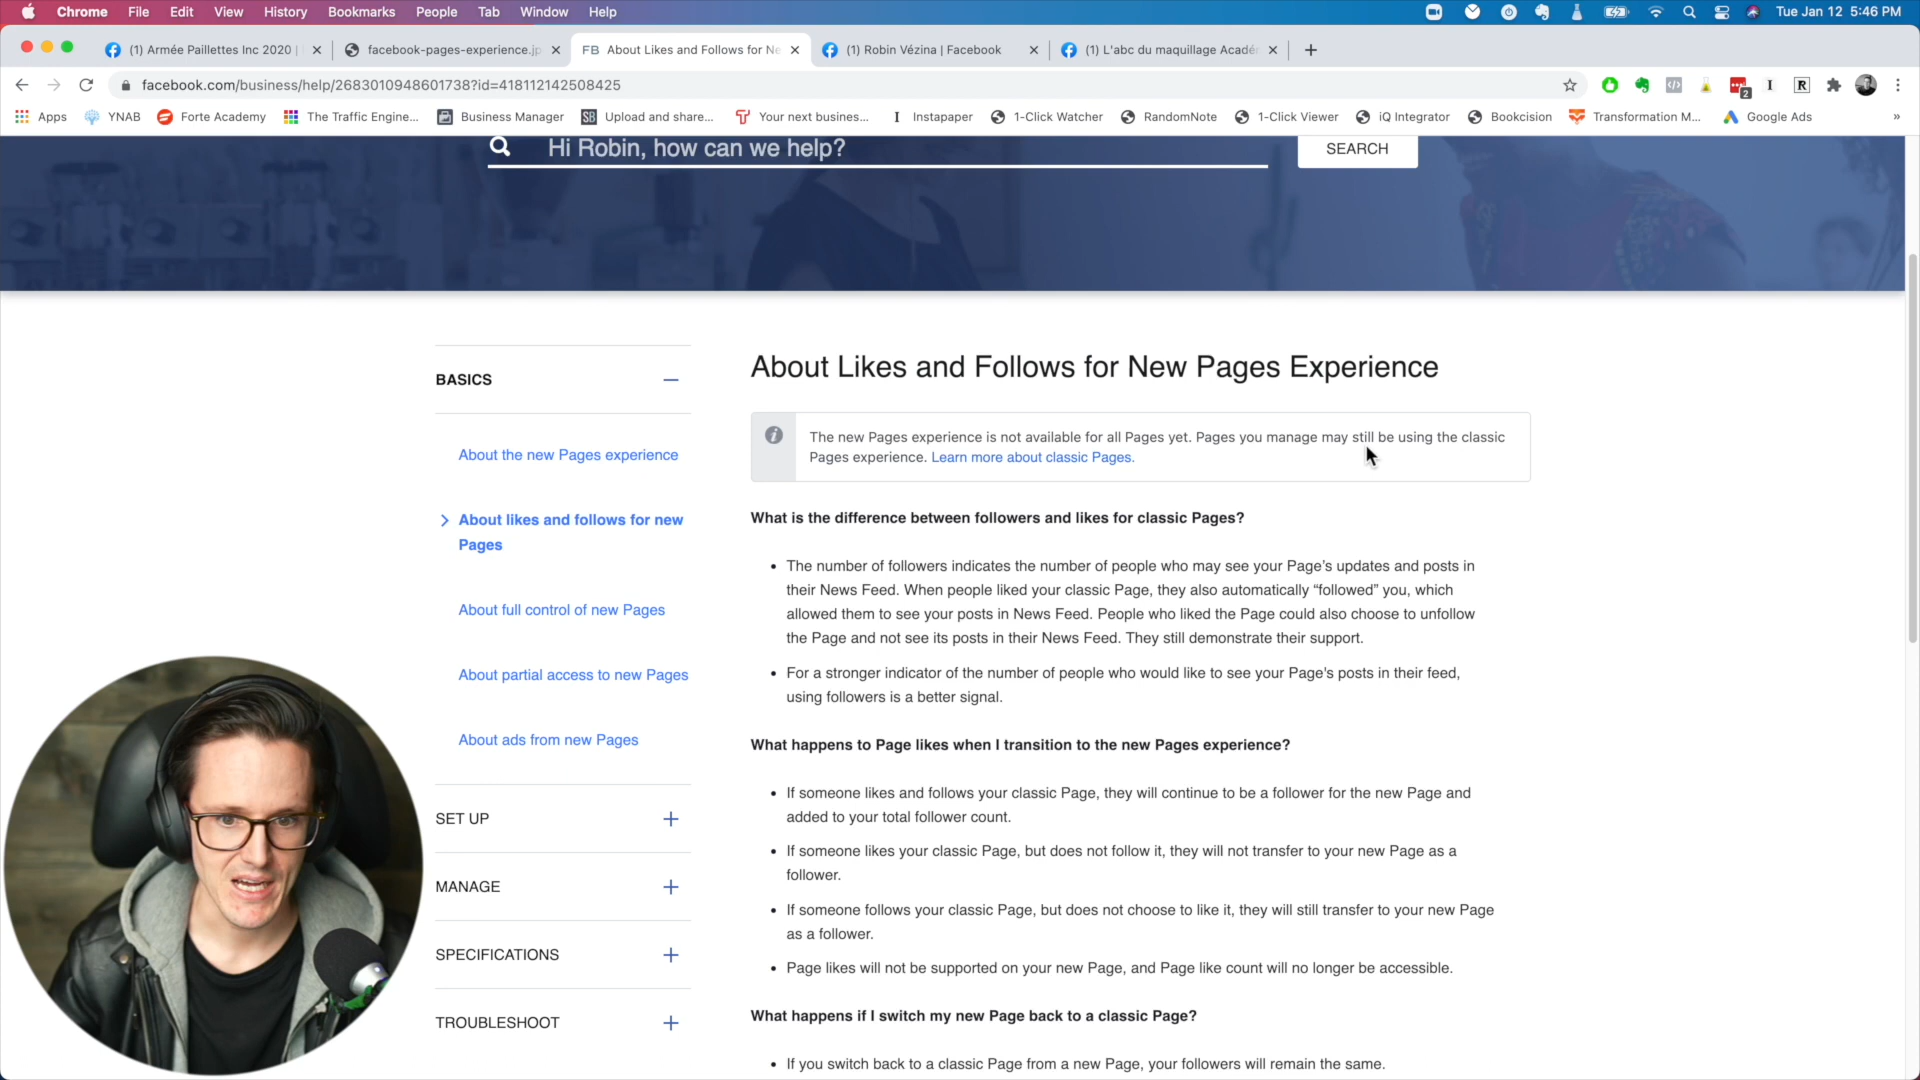 Chrome File Edit View History Bookmarks People Tab Window Help Tue Jan 12 5:46 PM
(1) Armée Paillettes Inc 2020 | facebook-pages-experience.jp FB About Likes and Follows for Ne (1) Robin Vézina | Facebook (1) L'abc du maquillage Acadé
facebook.com/business/help/2683010948601738?id=418112142508425 2 I R
Apps YNAB Forte Academy The Traffic Engine... Business Manager SB Upload and share... Your next busines... I Instapaper 1-Click Watcher RandomNote 1-Click Viewer iQ Integrator Bookcision Transformation M... Google Ads »
Hi Robin, how can we help? SEARCH
BASICS
About the new Pages experience
About likes and follows for new
Pages
About full control of new Pages
About partial access to new Pages
About ads from new Pages
SET UP
MANAGE
SPECIFICATIONS
TROUBLESHOOT
About Likes and Follows for New Pages Experience
The new Pages experience is not available for all Pages yet. Pages you manage may still be using the classic
Pages experience. Learn more about classic Pages.
What is the difference between followers and likes for classic Pages?
• The number of followers indicates the number of people who may see your Page's updates and posts in
their News Feed. When people liked your classic Page, they also automatically “followed” you, which
allowed them to see your posts in News Feed. People who liked the Page could also choose to unfollow
the Page and not see its posts in their News Feed. They still demonstrate their support.
• For a stronger indicator of the number of people who would like to see your Page's posts in their feed,
using followers is a better signal.
What happens to Page likes when I transition to the new Pages experience?
• If someone likes and follows your classic Page, they will continue to be a follower for the new Page and
added to your total follower count.
• If someone likes your classic Page, but does not follow it, they will not transfer to your new Page as a
follower.
• If someone follows your classic Page, but does not choose to like it, they will still transfer to your new Page
as a follower.
• Page likes will not be supported on your new Page, and Page like count will no longer be accessible.
What happens if I switch my new Page back to a classic Page?
• If you switch back to a classic Page from a new Page, your followers will remain the same.